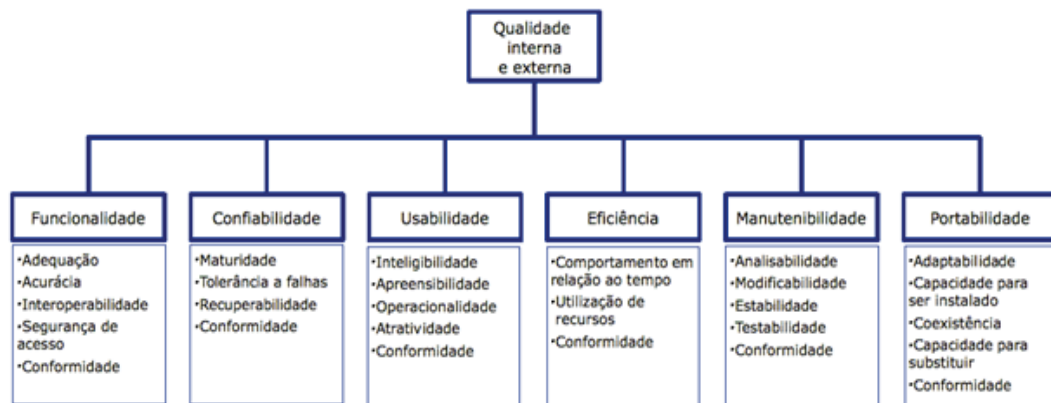 Qualidade
interna
e externa
Funcionalidade
•Adequação
•Acurácia
•Interoperabilidade
•Segurança de
acesso
•Conformidade
Confiabilidade
•Maturidade
•Tolerância a falhas
•Recuperabilidade
•Conformidade
Usabilidade
•Inteligibilidade
•Apreensibilidade
•Operacionalidade
•Atratividade
•Conformidade
Eficiência
•Comportamento em
relação ao tempo
•Utilização de
recursos
•Conformidade
Manutenibilidade
•Analisabilidade
•Modificabilidade
•Estabilidade
•Testabilidade
•Conformidade
Portabilidade
•Adaptabilidade
•Capacidade para
ser instalado
•Coexistência
•Capacidade para
substituir
•Conformidade